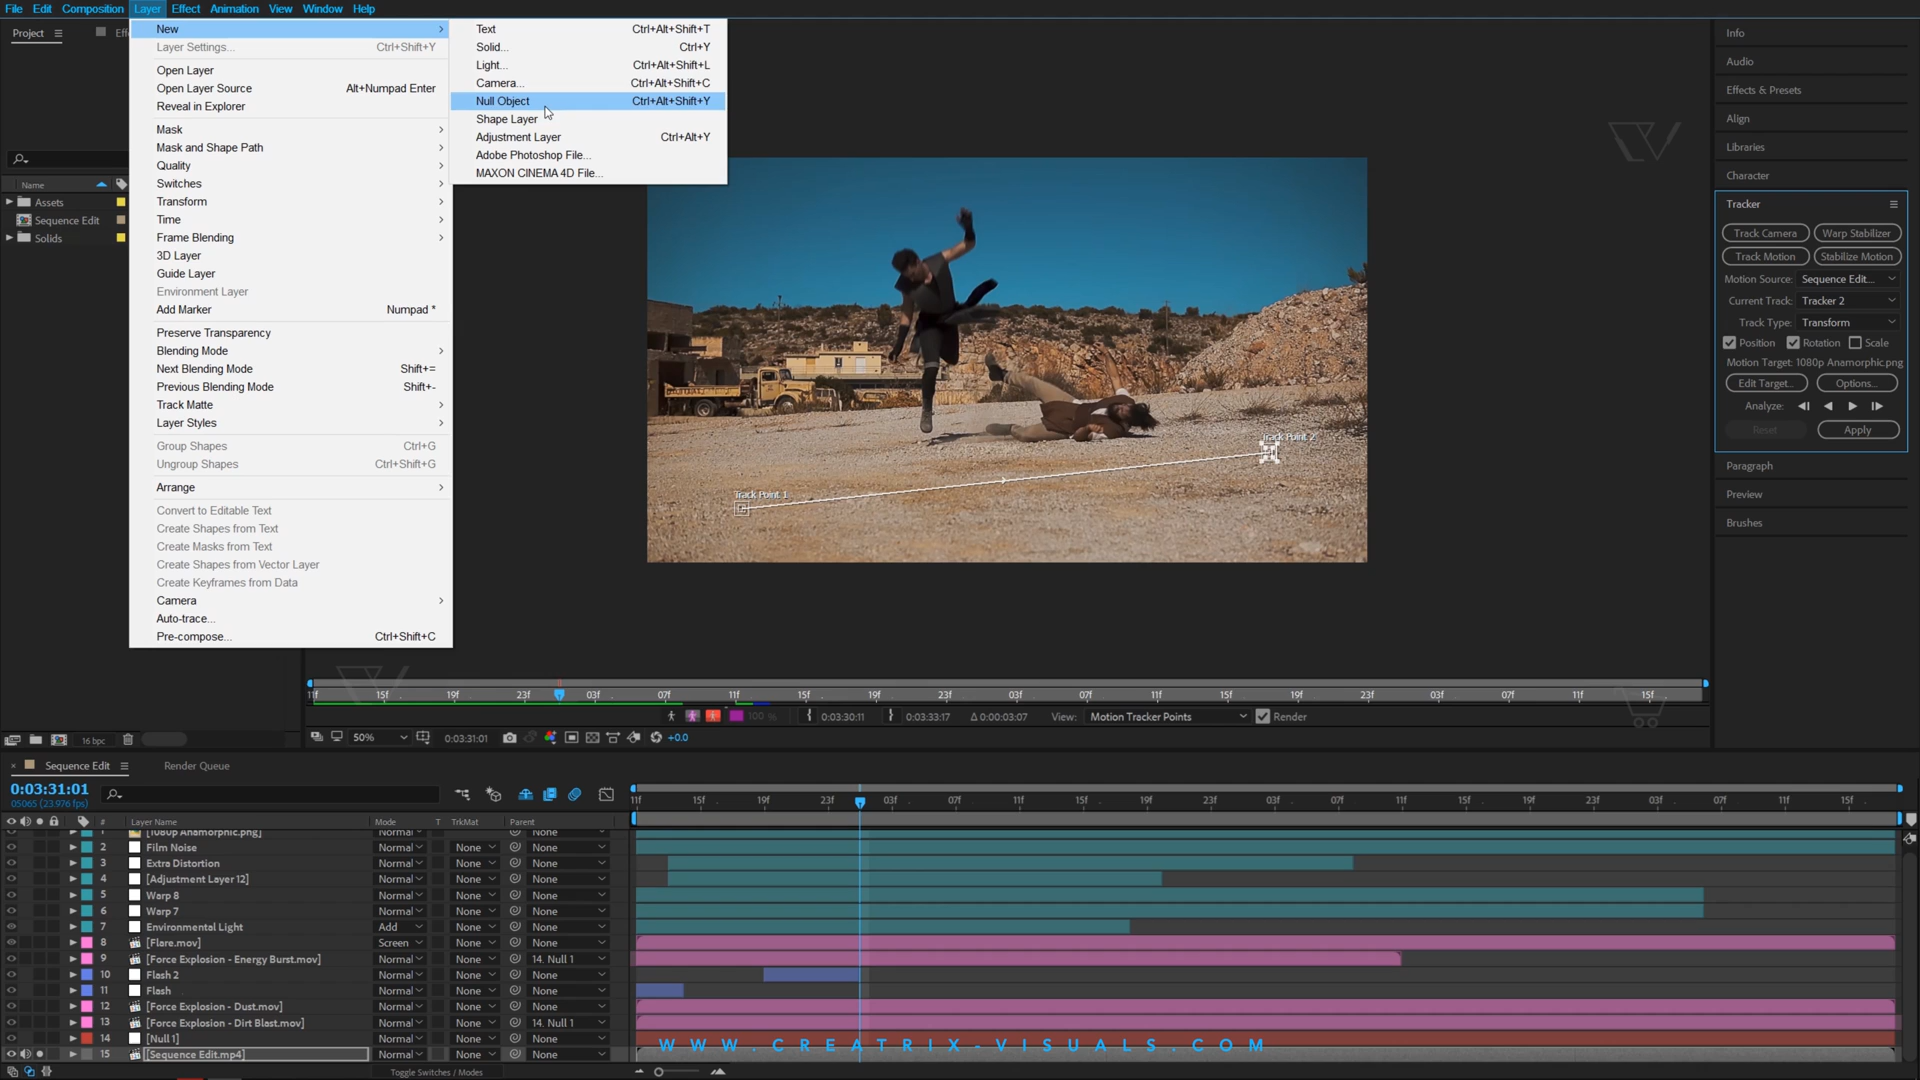 File Edit Composition Layer Effect Animation View Window Help
Project
New
Layer Settings... Ctrl+Shift+Y
Open Layer
Open Layer Source Alt+Numpad Enter
Reveal in Explorer
Mask
Mask and Shape Path
Quality
Switches
Transform
Time
Frame Blending
3D Layer
Guide Layer
Environment Layer
Add Marker Numpad *
Preserve Transparency
Blending Mode
Next Blending Mode Shift+=
Previous Blending Mode Shift+-
Track Matte
Layer Styles
Group Shapes Ctrl+G
Ungroup Shapes Ctrl+Shift+G
Arrange
Convert to Editable Text
Create Shapes from Text
Create Masks from Text
Create Shapes from Vector Layer
Create Keyframes from Data
Camera
Auto-trace...
Pre-compose... Ctrl+Shift+C
Text Ctrl+Alt+Shift+T
Solid... Ctrl+Y
Light... Ctrl+Alt+Shift+L
Camera... Ctrl+Alt+Shift+C
Null Object Ctrl+Alt+Shift+Y
Shape Layer
Adjustment Layer Ctrl+Alt+Y
Adobe Photoshop File...
MAXON CINEMA 4D File...
Name
Assets
Sequence Edit
Solids
16 bpc
Track Point 2
Track Point 1
Info
Audio
Effects & Presets
Align
Libraries
Character
Tracker
Track Camera Warp Stabilizer
Track Motion Stabilize Motion
Motion Source: Sequence Edit...
Current Track: Tracker 2
Track Type: Transform
Position Rotation Scale
Motion Target: 1080p Anamorphic.png
Edit Target... Options...
Analyze:
Reset Apply
Paragraph
Preview
Brushes
11f 15f 19f 23f 03f 07f 11f 15f 19f 23f 03f 07f 11f 15f 19f 23f 03f 07f 11f 15f
100 % 0:03:30:11 0:03:33:17 Δ 0:00:03:07 View: Motion Tracker Points Render
50% 0:03:31:01 +0.0
Sequence Edit Render Queue
0:03:31:01
05065 (23.976 fps)
11f 15f 19f 23f 03f 07f 11f 15f 19f 23f 03f 07f 11f 15f 19f 23f 03f 07f 11f 15f
# Layer Name Mode T TrkMat Parent
1 [1080p Anamorphic.png] Normal None None
2 Film Noise Normal None None
3 Extra Distortion Normal None None
4 [Adjustment Layer 12] Normal None None
5 Warp 8 Normal None None
6 Warp 7 Normal None None
7 Environmental Light Add None None
8 [Flare.mov] Screen None None
9 [Force Explosion - Energy Burst.mov] Normal None 14. Null 1
10 Flash 2 Normal None None
11 Flash Normal None None
12 [Force Explosion - Dust.mov] Normal None None
13 [Force Explosion - Dirt Blast.mov] Normal None 14. Null 1
14 [Null 1] Normal None None
15 [Sequence Edit.mp4] Normal None None
WWW.CREATRIX-VISUALS.COM
Toggle Switches / Modes